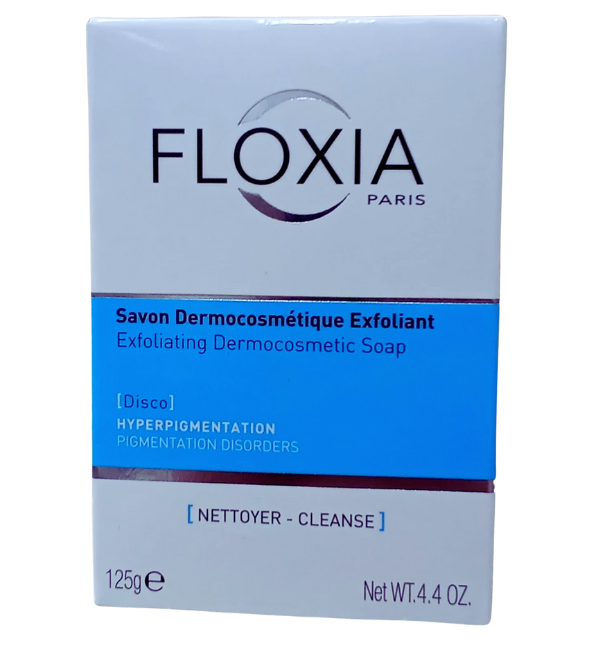 FLOXIA
PARIS
Savon Dermocosmétique Exfoliant
Exfoliating Dermocosmetic Soap
[Disco]
HYPERPIGMENTATION
PIGMENTATION DISORDERS
[NETTOYER - CLEANSE]
125g℮ Net WT.4.4 OZ.